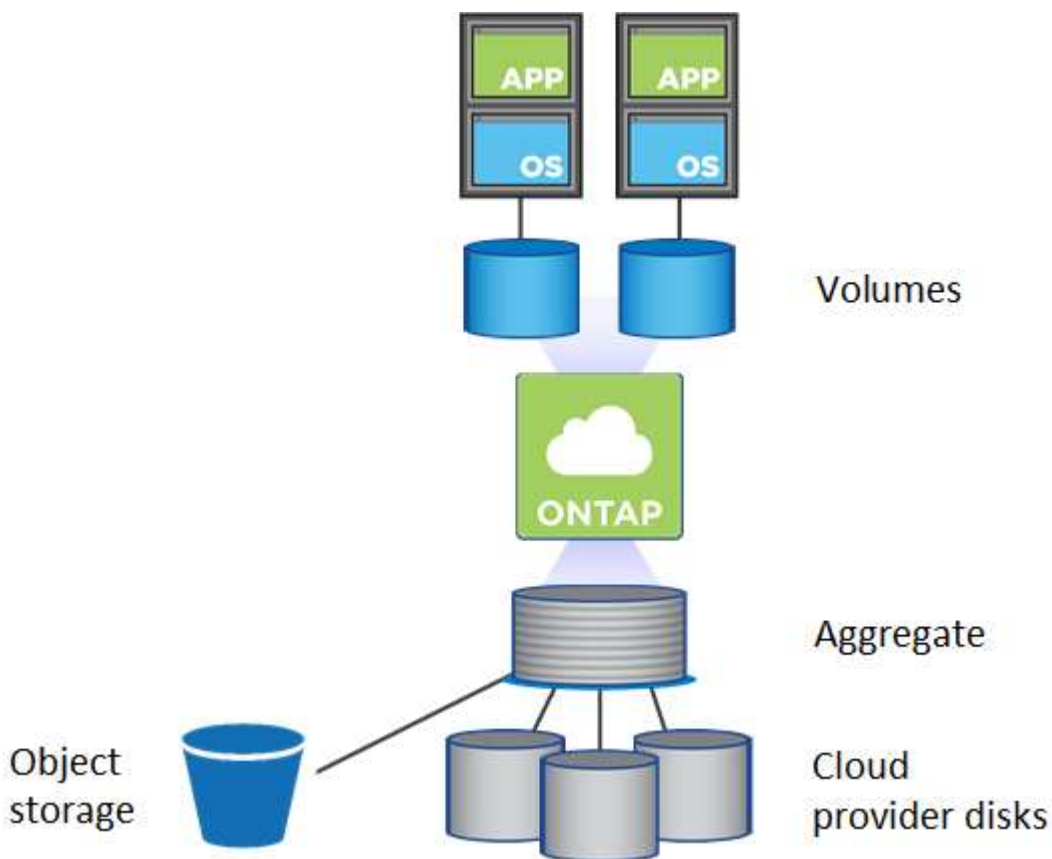 APP
APP
OS
OS
Volumes
ONTAP
Aggregate
Object
storage
Cloud
provider disks